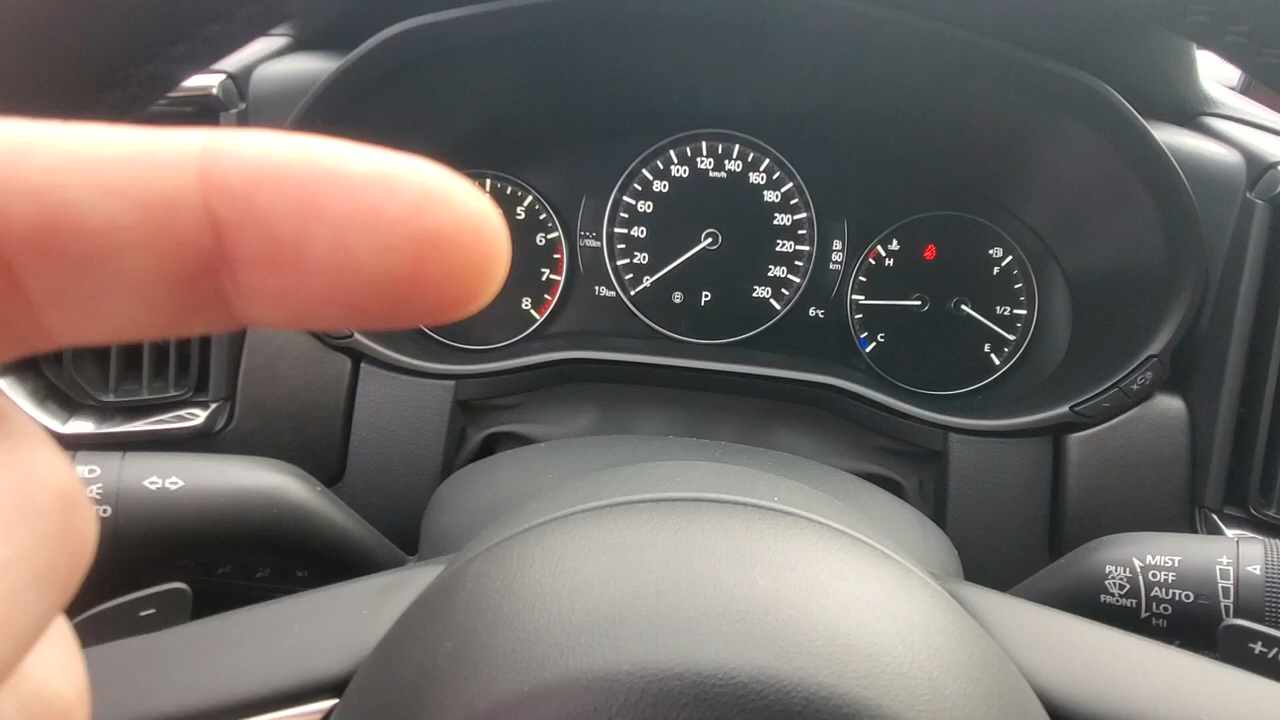 5
6
7
8
-.-
L/100km
19km
0
20
40
60
80
100
120
140
160
180
200
220
240
260
km/h
P
60
km
6°C
H
C
F
1/2
E
-
PULL
FRONT
MIST
OFF
AUTO
LO
HI
+
+/